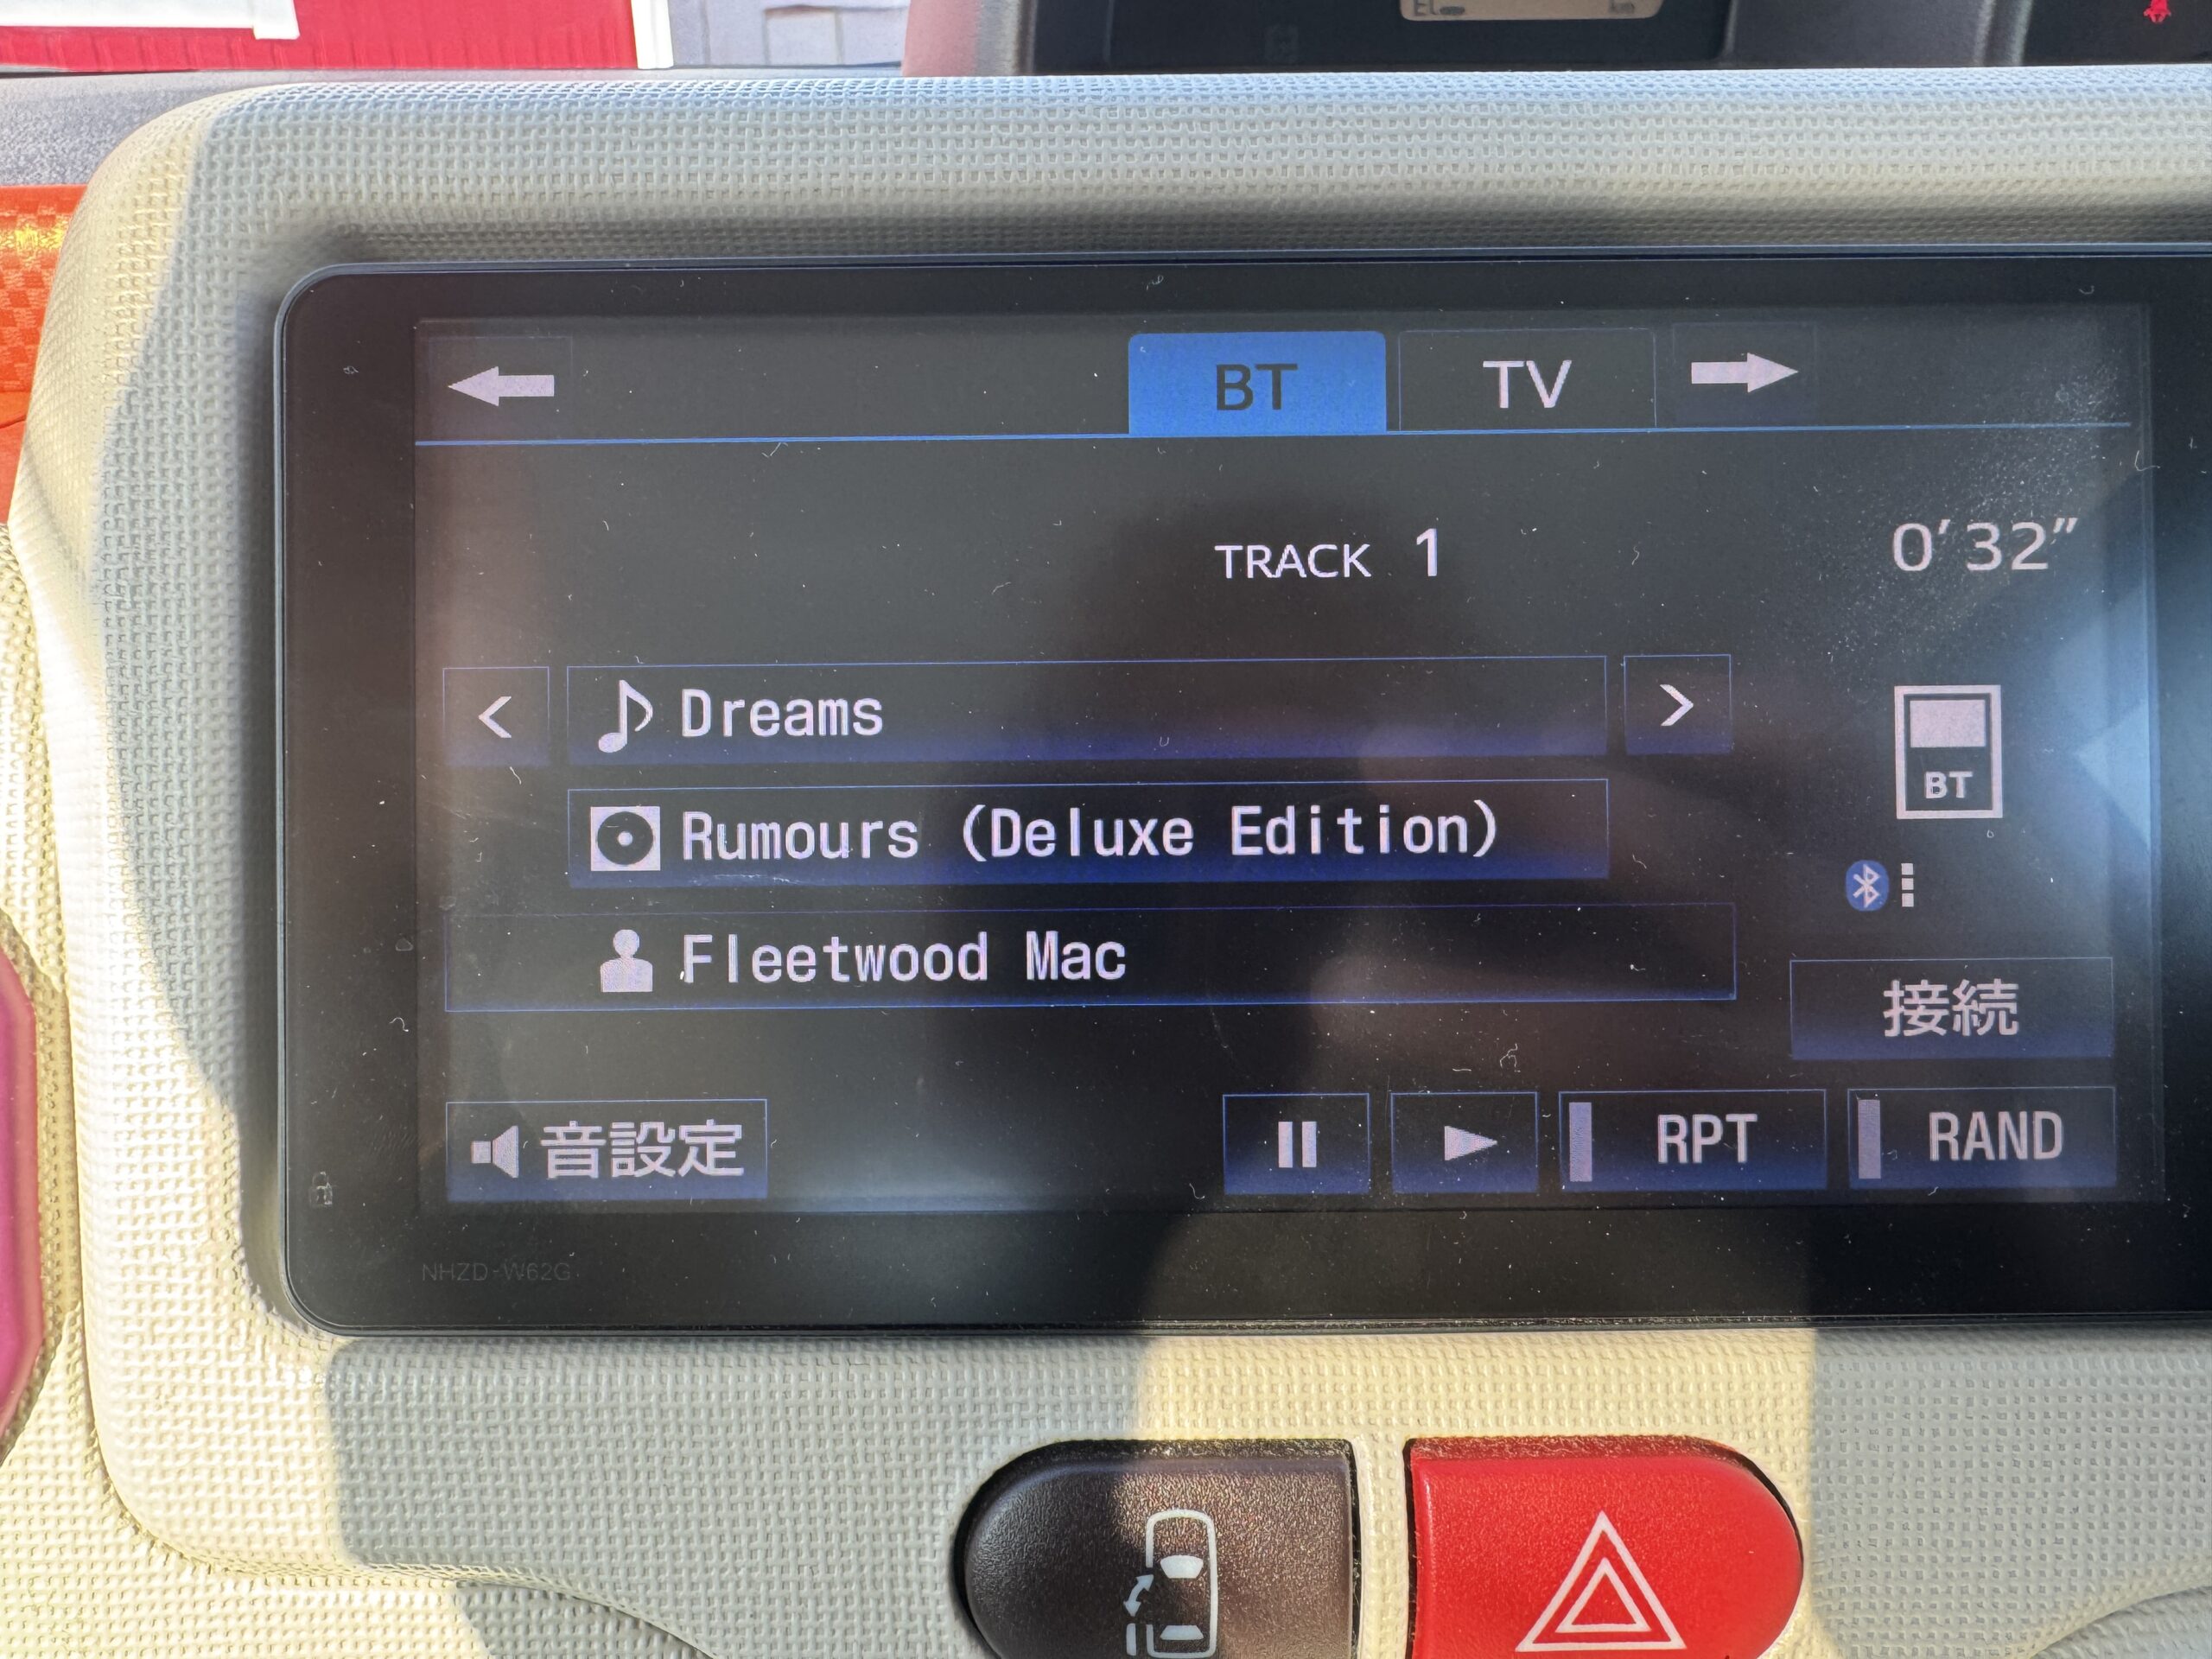 BT TV
TRACK 1 0'32"
< Dreams >
Rumours (Deluxe Edition)
BT
Fleetwood Mac
接続
音設定 RPT RAND
NHZD-W62G